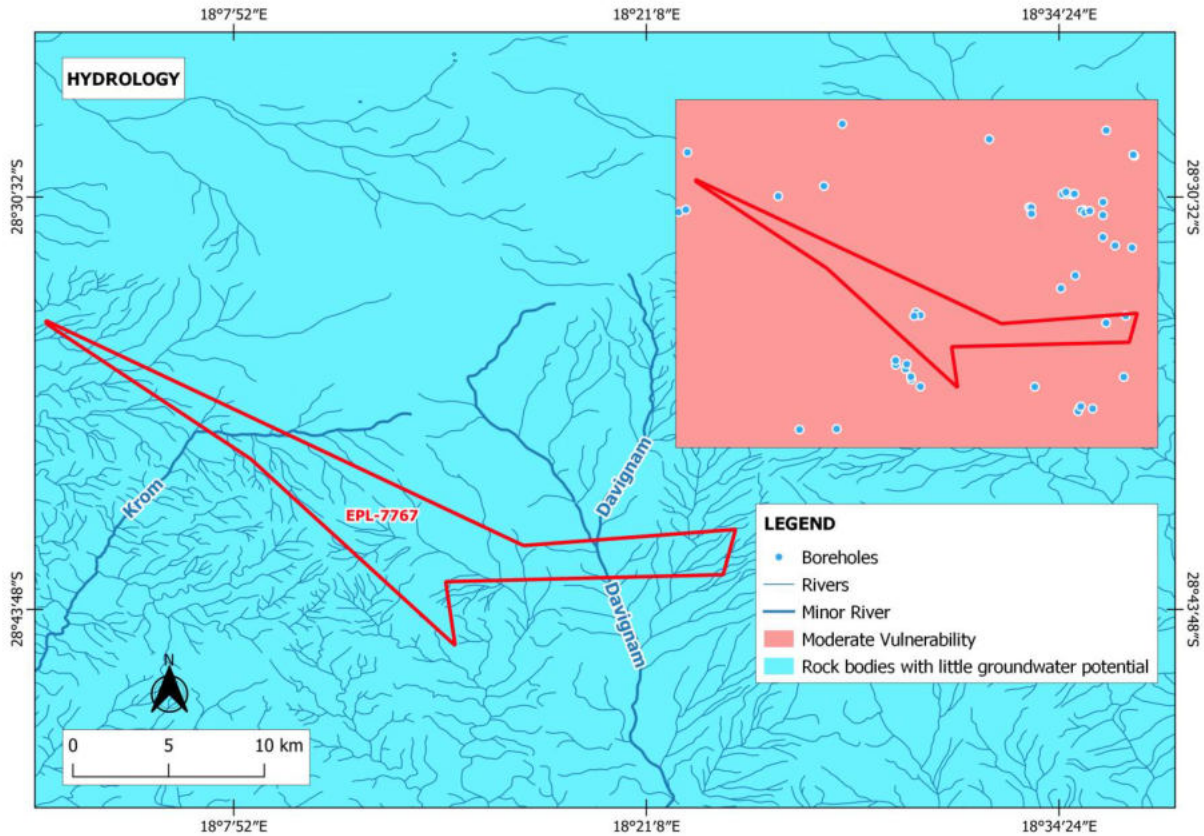 18°7'52"E
18°21'8"E
18°34'24"E
HYDROLOGY
28°30'32"S
28°30'32"S
Krom
Davignam
EPL-7767
Davignam
LEGEND
Boreholes
Rivers
Minor River
Moderate Vulnerability
Rock bodies with little groundwater potential
28°43'48"S
28°43'48"S
N
0 5 10 km
18°7'52"E
18°21'8"E
18°34'24"E